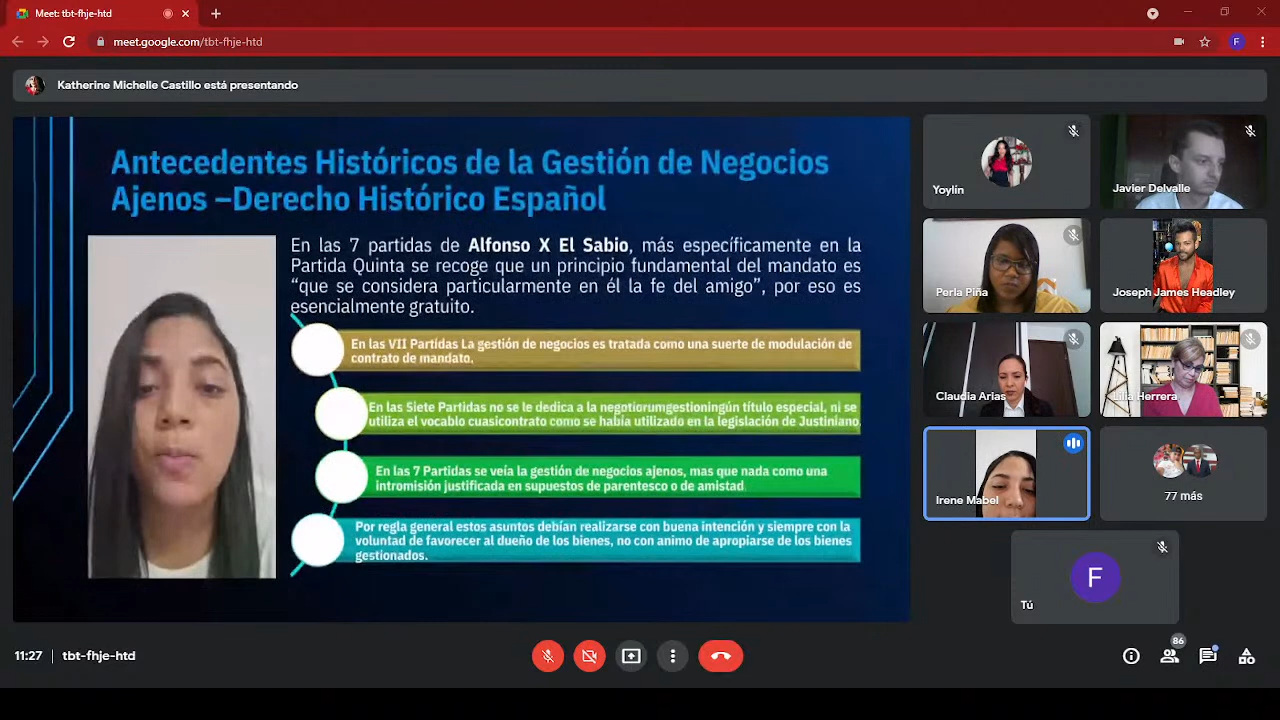 Meet: tbt-fhje-htd
meet.google.com/tbt-fhje-htd
F
Katherine Michelle Castillo está presentando
Antecedentes Históricos de la Gestión de Negocios
Ajenos –Derecho Histórico Español
En las 7 partidas de Alfonso X El Sabio, más específicamente en la
Partida Quinta se recoge que un principio fundamental del mandato es
“que se considera particularmente en él la fe del amigo”, por eso es
esencialmente gratuito.
En las VII Partidas La gestión de negocios es tratada como una suerte de modulación de
contrato de mandato.
En las Siete Partidas no se le dedica a la negotiorumgestioningún título especial, ni se
utiliza el vocablo cuasicontrato como se había utilizado en la legislación de Justiniano.
En las 7 Partidas se veía la gestión de negocios ajenos, mas que nada como una
intromisión justificada en supuestos de parentesco o de amistad
Por regla general estos asuntos debían realizarse con buena intención y siempre con la
voluntad de favorecer al dueño de los bienes, no con animo de apropiarse de los bienes
gestionados.
Yoylín
Javier Delvalle
Perla Piña
Joseph James Headley
Claudia Arias
Lilia Herrera
Irene Mabel
77 más
F
Tú
11:27 | tbt-fhje-htd
86